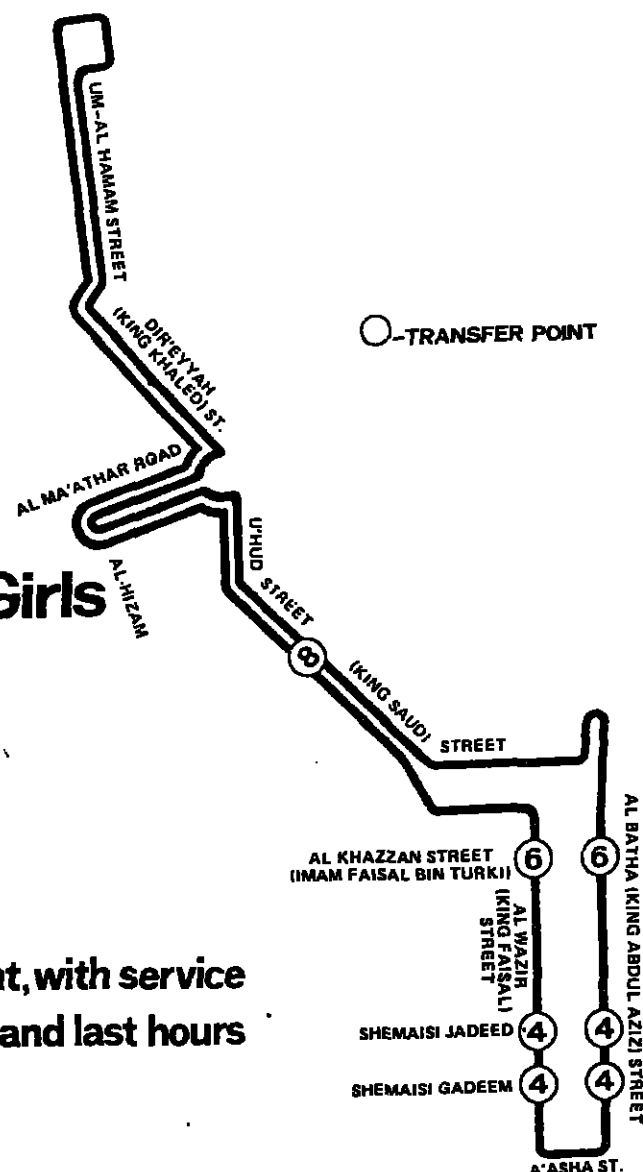 UM-AL HAMAM STREET
DIR'EYYAH
(KING KHALED) ST.
O-TRANSFER POINT
AL MA'ATHAR ROAD
AL-HIZAM
Girls
U'HUD
STREET
8
(KING SAUD)
STREET
AL KHAZZAN STREET
(IMAM FAISAL BIN TURKI)
6
6
AL WAZIR
(KING FAISAL)
STREET
AL BATHA (KING ABDUL AZIZ) STREET
at, with service
and last hours
SHEMAISI JADEED
4
4
SHEMAISI GADEEM
4
4
A'ASHA ST.